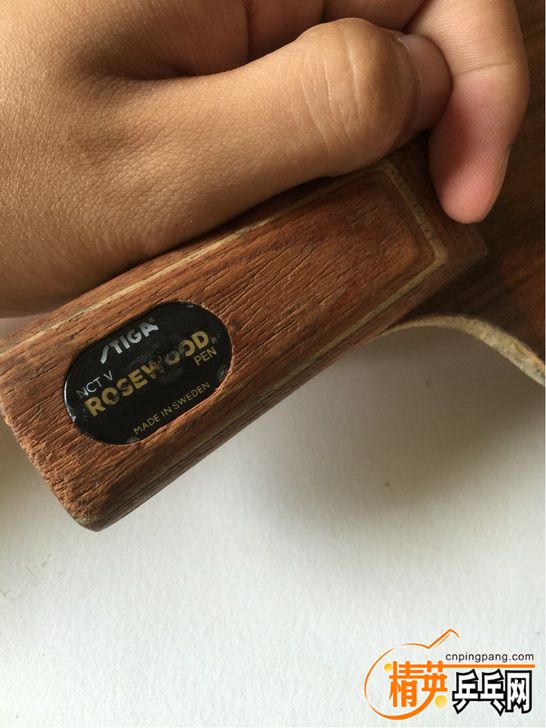 STIGA
NCT V
ROSEWOOD
PEN
MADE IN SWEDEN
cnpingpang.com
精英乒乓网